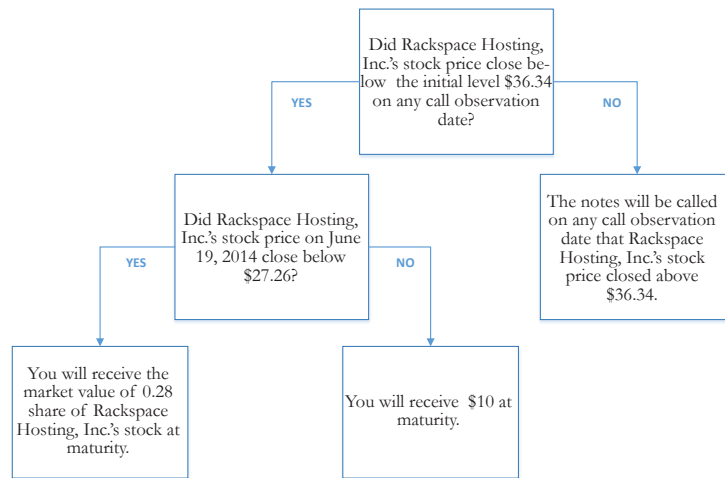 Did Rackspace Hosting,
Inc.'s stock price close be-
low the initial level $36.34
on any call observation
date?
YES
NO
Did Rackspace Hosting,
Inc.'s stock price on June
19, 2014 close below
$27.26?
The notes will be called
on any call observation
date that Rackspace
Hosting, Inc.'s stock
price closed above
$36.34.
YES
NO
You will receive the
market value of 0.28
share of Rackspace
Hosting, Inc.'s stock at
maturity.
You will receive $10 at
maturity.